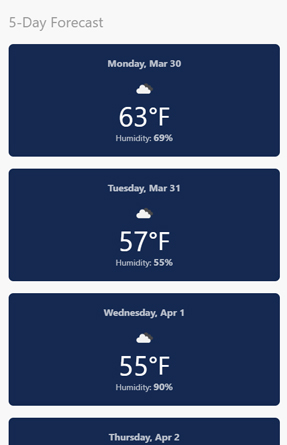 5-Day Forecast
Monday, Mar 30
63°F
Humidity: 69%
Tuesday, Mar 31
57°F
Humidity: 55%
Wednesday, Apr 1
55°F
Humidity: 90%
Thursday, Apr 2